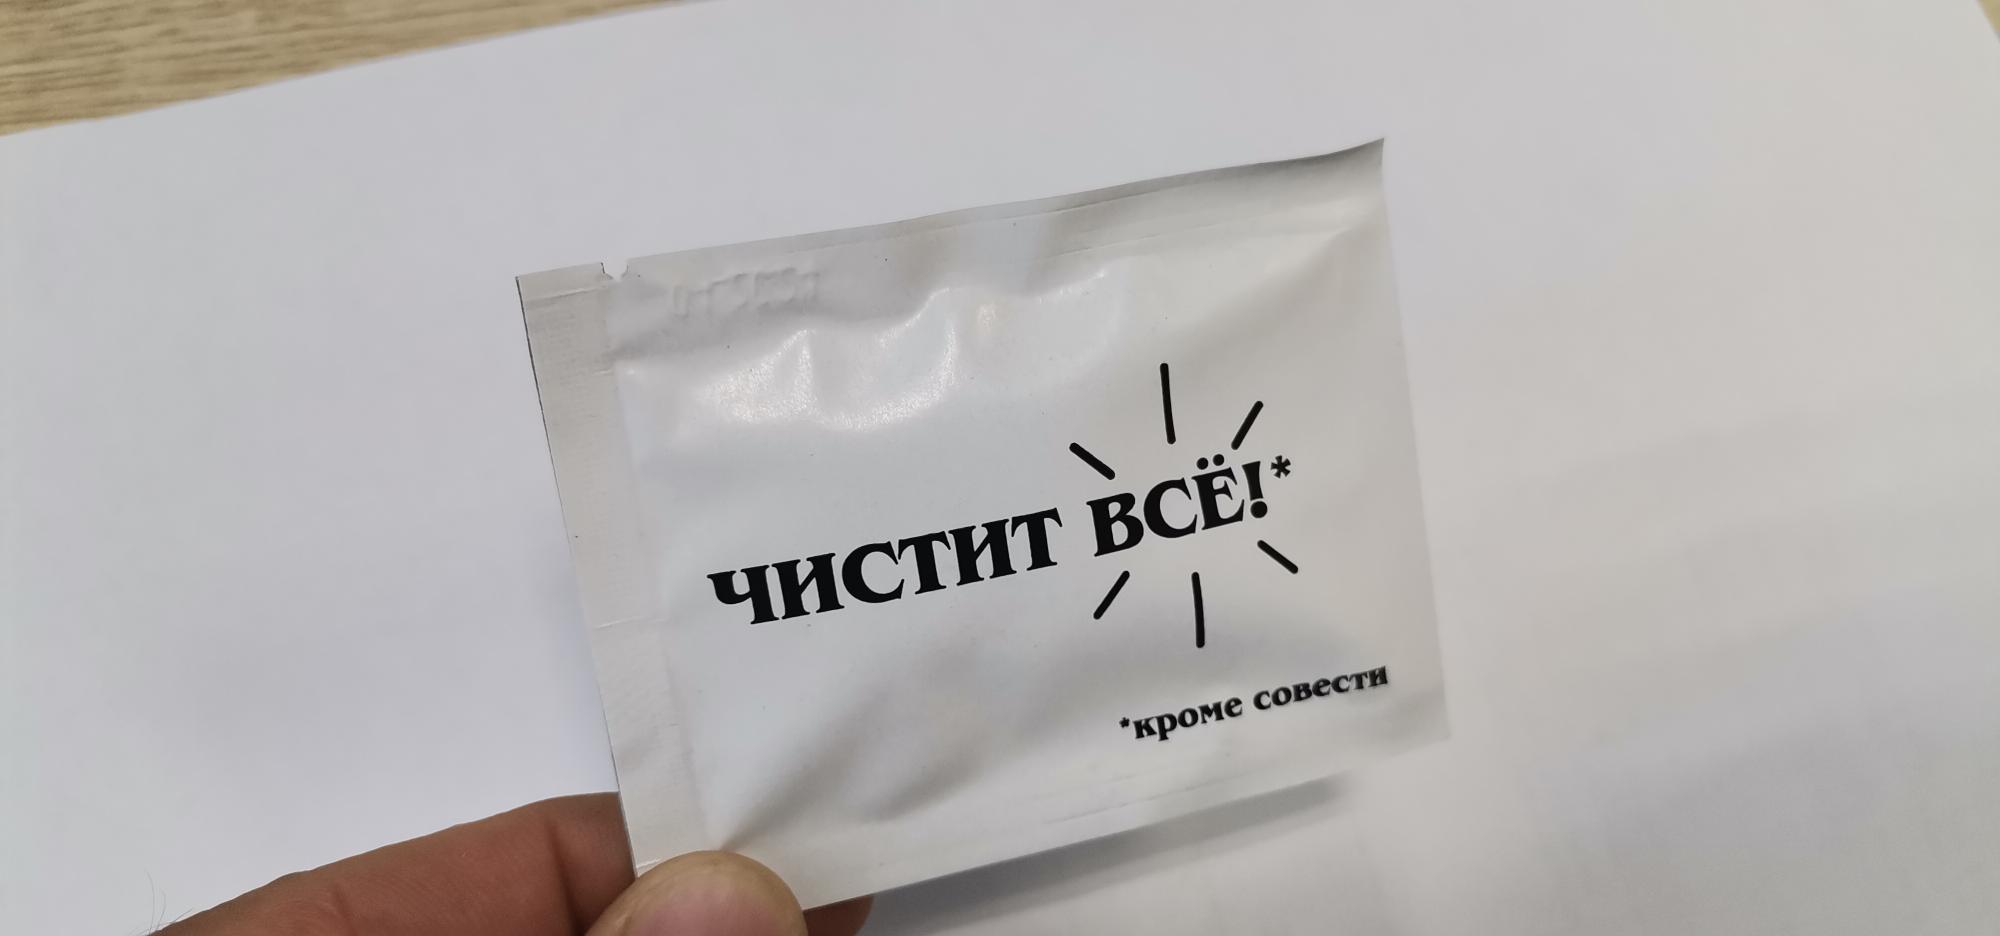 ЧИСТИТ ВСЁ!*
*кроме совести